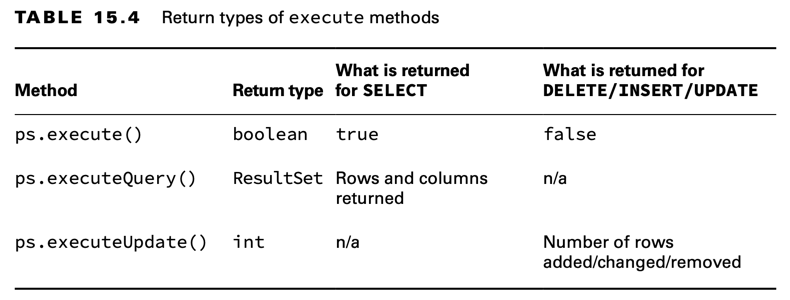 TABLE 15.4 Return types of execute methods
What is returned What is returned for
Method Return type for SELECT DELETE/INSERT/UPDATE
ps.execute() boolean true false
ps.executeQuery() ResultSet Rows and columns n/a
returned
ps.executeUpdate() int n/a Number of rows
added/changed/removed